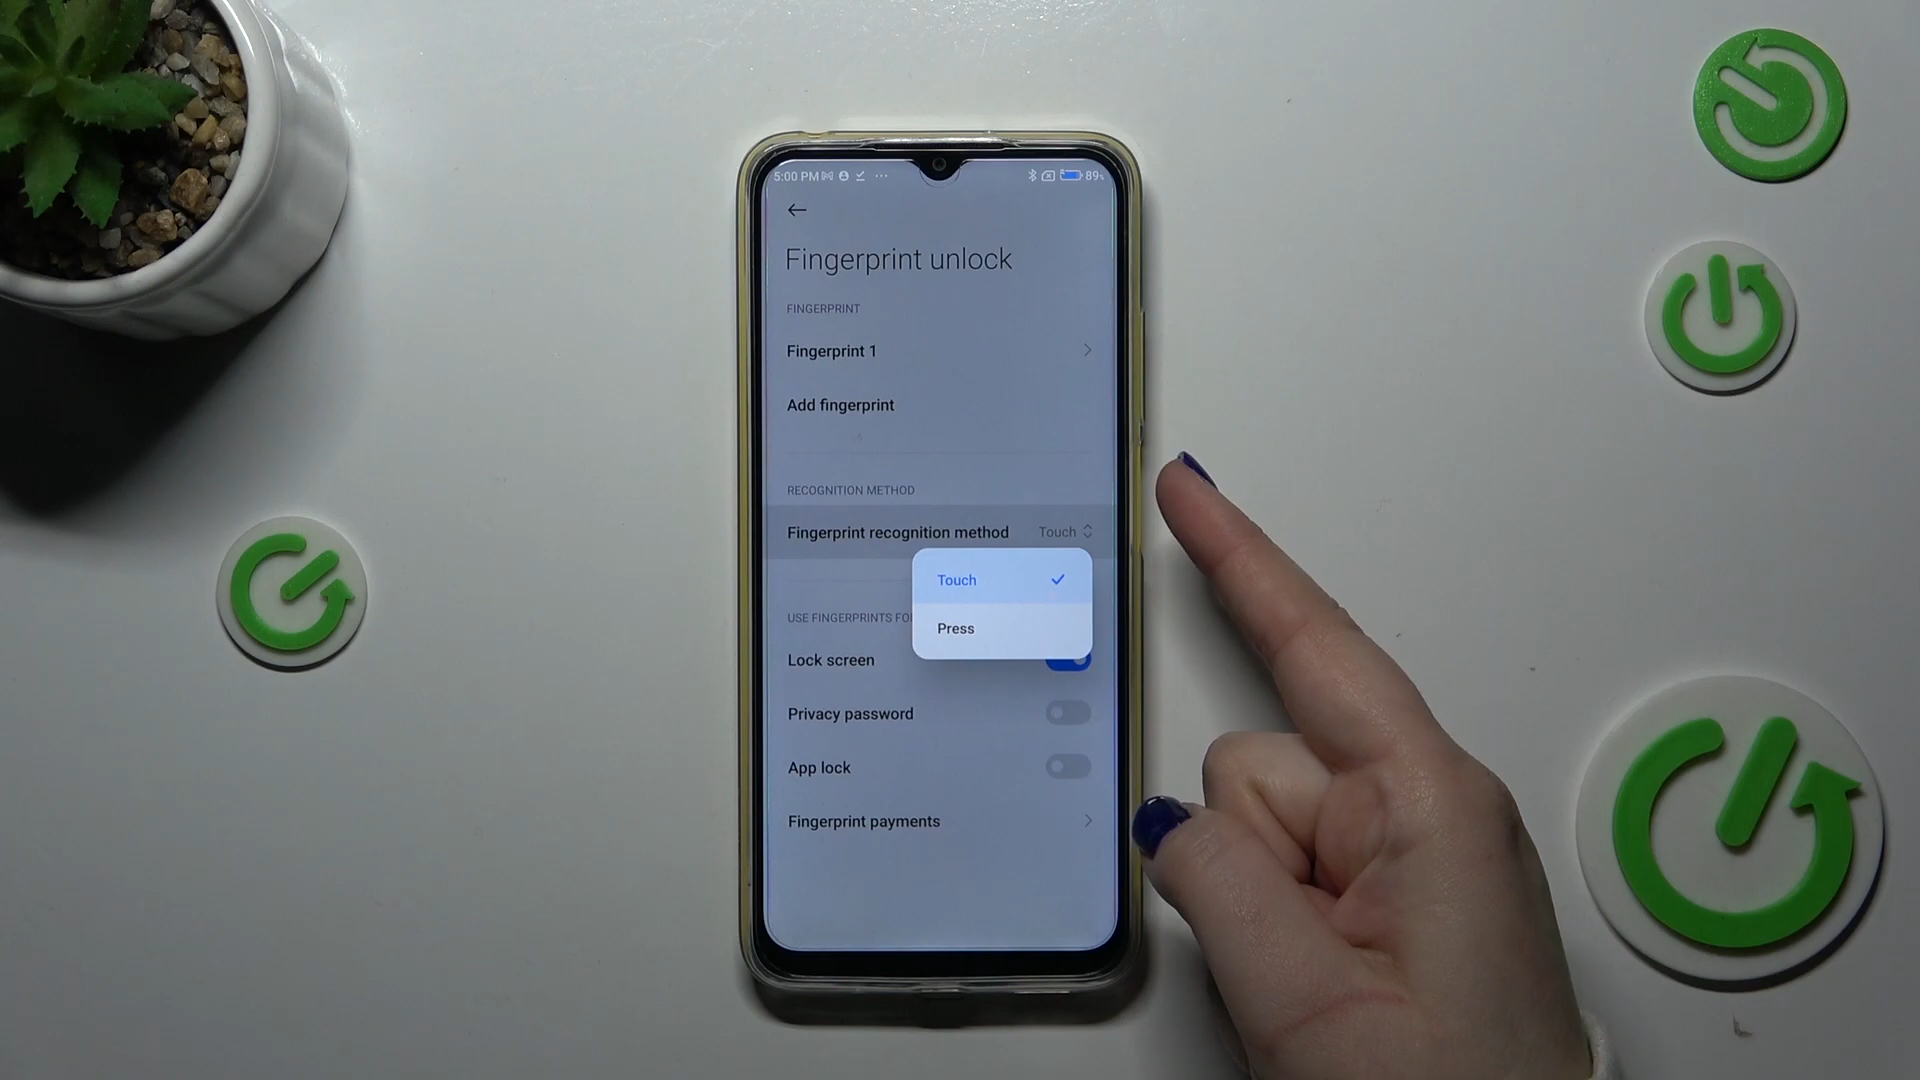 5:00 PM
89%
Fingerprint unlock
FINGERPRINT
Fingerprint 1
Add fingerprint
RECOGNITION METHOD
Fingerprint recognition method Touch
Touch
Press
USE FINGERPRINTS FO
Lock screen
Privacy password
App lock
Fingerprint payments